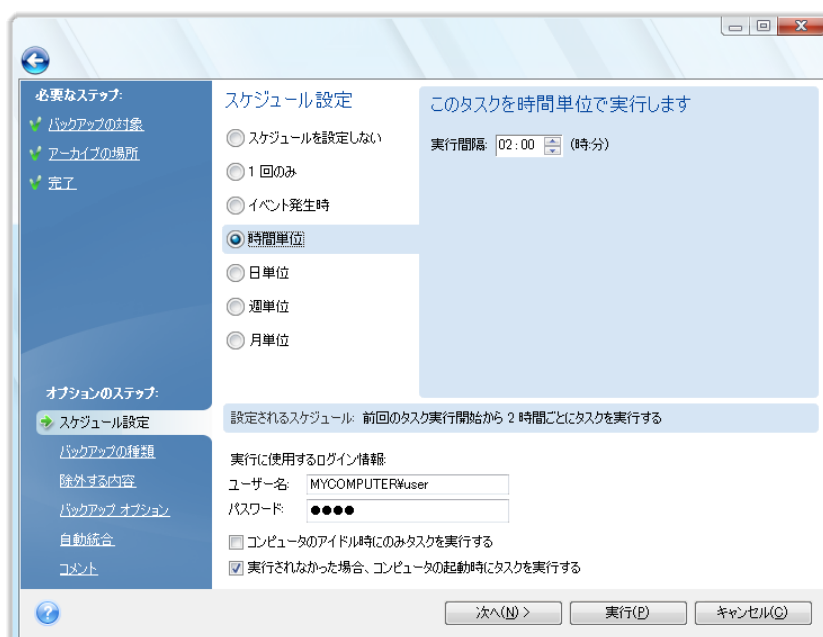 必要なステップ:
バックアップの対象
アーカイブの場所
完了
オプションのステップ:
スケジュール設定
バックアップの種類
除外する内容
バックアップ オプション
自動統合
コメント
スケジュール設定
スケジュールを設定しない
1 回のみ
イベント発生時
時間単位
日単位
週単位
月単位
このタスクを時間単位で実行します
実行間隔: 02:00 (時:分)
設定されるスケジュール: 前回のタスク実行開始から 2 時間ごとにタスクを実行する
実行に使用するログイン情報:
ユーザー名: MYCOMPUTER¥user
パスワード: ●●●●
コンピュータのアイドル時にのみタスクを実行する
実行されなかった場合、コンピュータの起動時にタスクを実行する
次へ(N) > 実行(P) キャンセル(C)